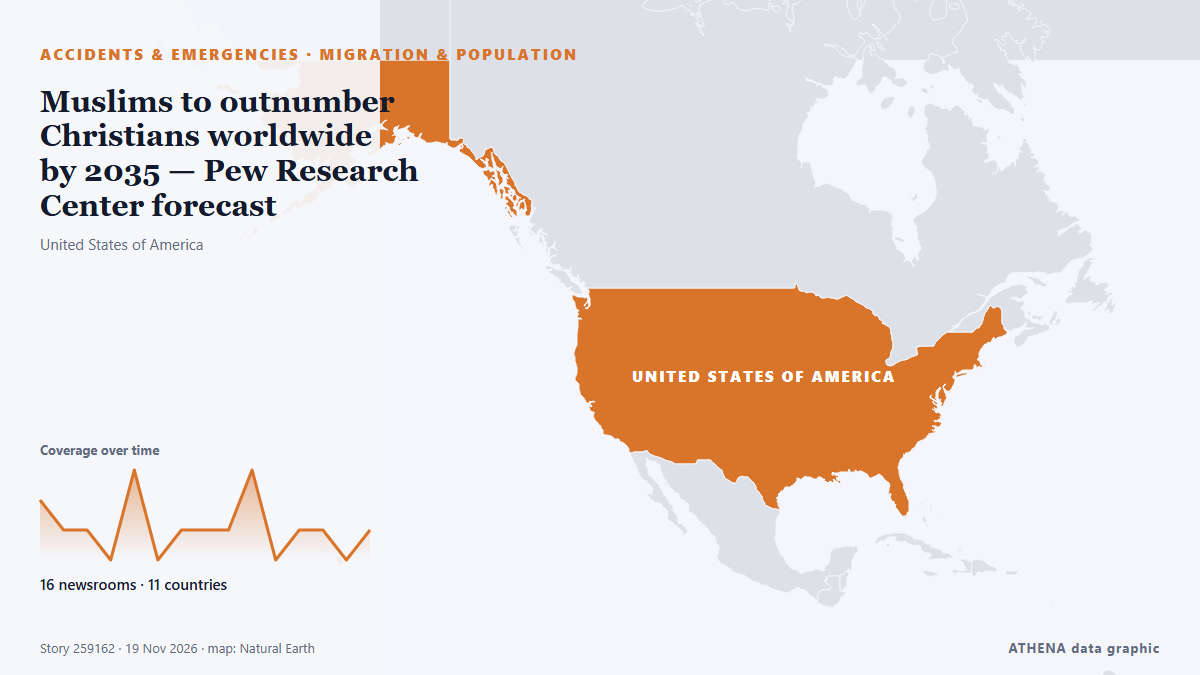 ACCIDENTS & EMERGENCIES · MIGRATION & POPULATION
Muslims to outnumber
Christians worldwide
by 2035 — Pew Research
Center forecast
United States of America
UNITED STATES OF AMERICA
Coverage over time
16 newsrooms · 11 countries
Story 259162 · 19 Nov 2026 · map: Natural Earth
ATHENA data graphic